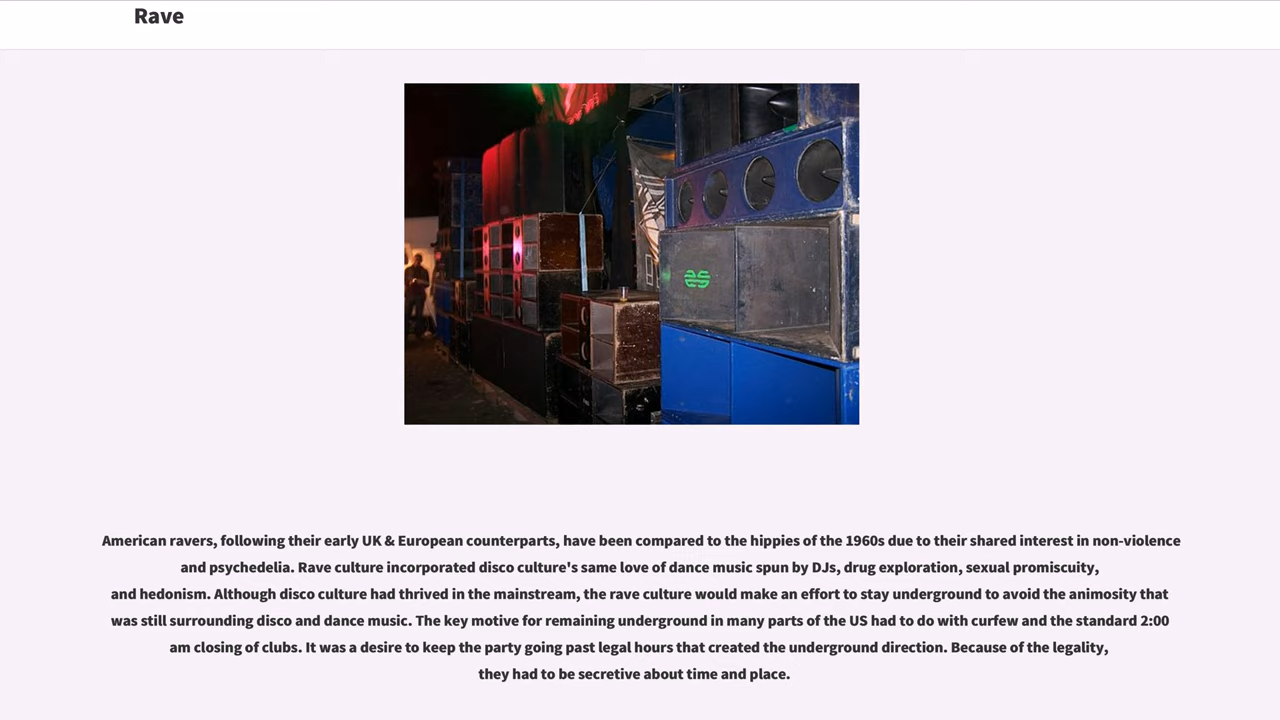 Rave
American ravers, following their early UK & European counterparts, have been compared to the hippies of the 1960s due to their shared interest in non-violence
and psychedelia. Rave culture incorporated disco culture's same love of dance music spun by DJs, drug exploration, sexual promiscuity,
and hedonism. Although disco culture had thrived in the mainstream, the rave culture would make an effort to stay underground to avoid the animosity that
was still surrounding disco and dance music. The key motive for remaining underground in many parts of the US had to do with curfew and the standard 2:00
am closing of clubs. It was a desire to keep the party going past legal hours that created the underground direction. Because of the legality,
they had to be secretive about time and place.